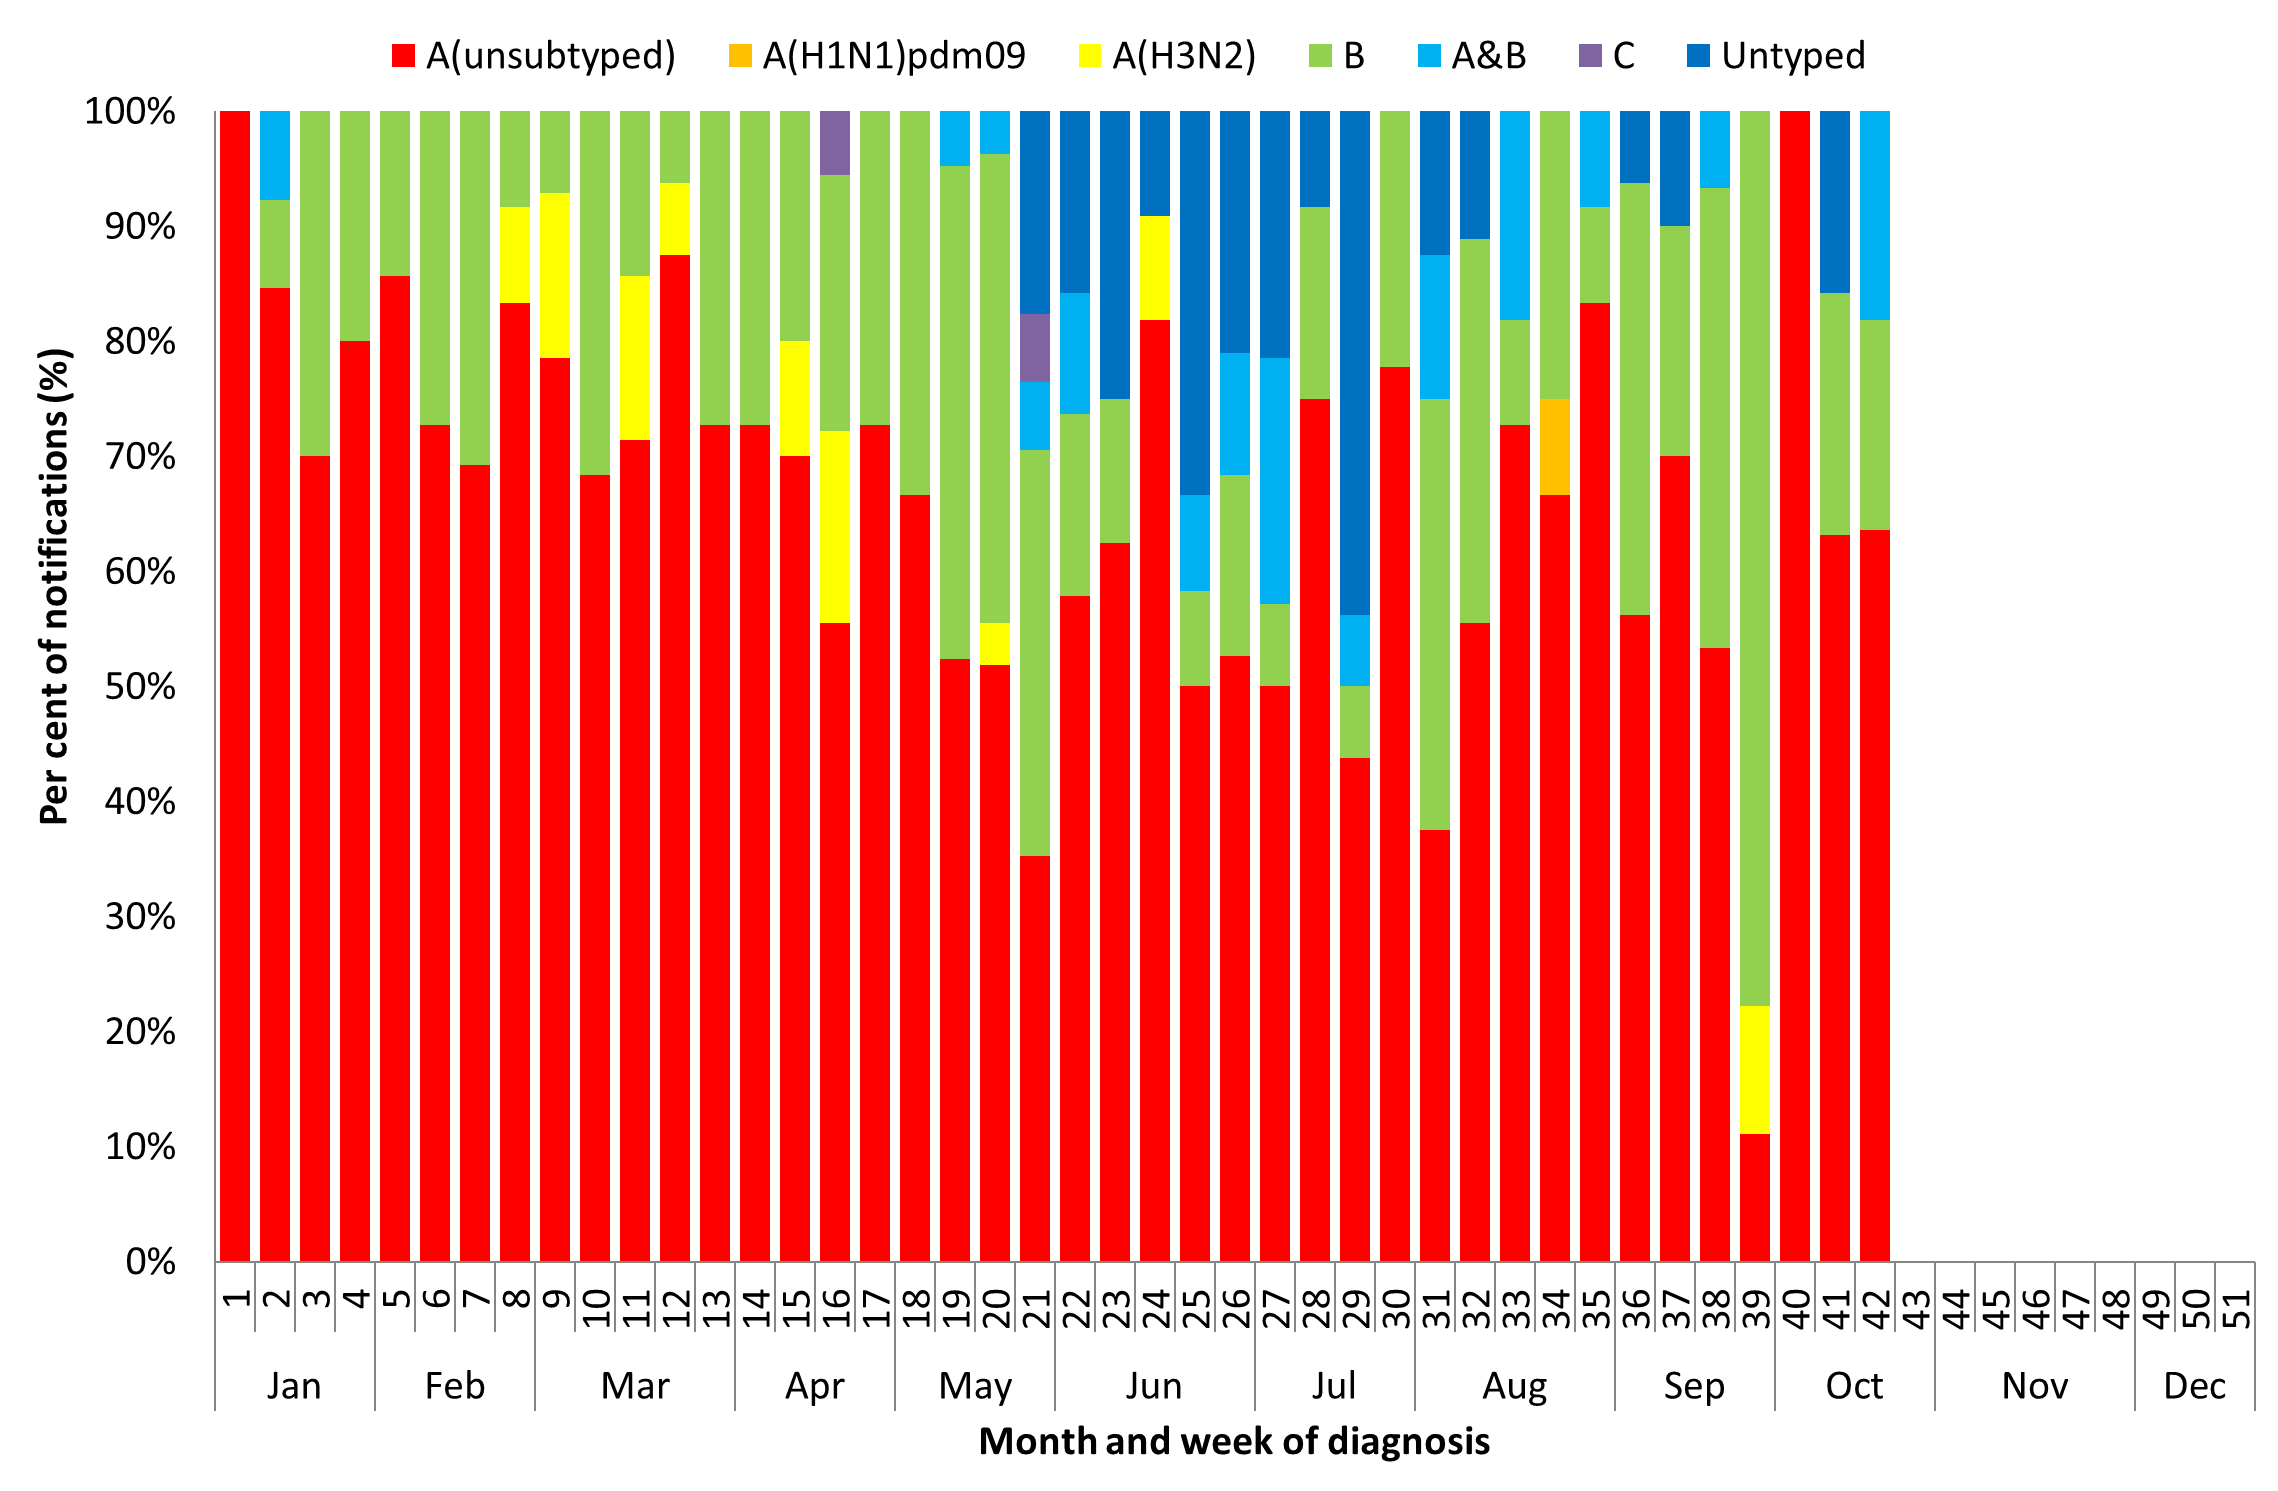 A(unsubtyped) A(H1N1)pdm09 A(H3N2) B A&B C Untyped
100%
90%
80%
70%
60%
50%
40%
30%
20%
10%
0%
Per cent of notifications (%)
1 2 3 4 5 6 7 8 9 10 11 12 13 14 15 16 17 18 19 20 21 22 23 24 25 26 27 28 29 30 31 32 33 34 35 36 37 38 39 40 41 42 43 44 45 46 47 48 49 50 51
Jan Feb Mar Apr May Jun Jul Aug Sep Oct Nov Dec
Month and week of diagnosis